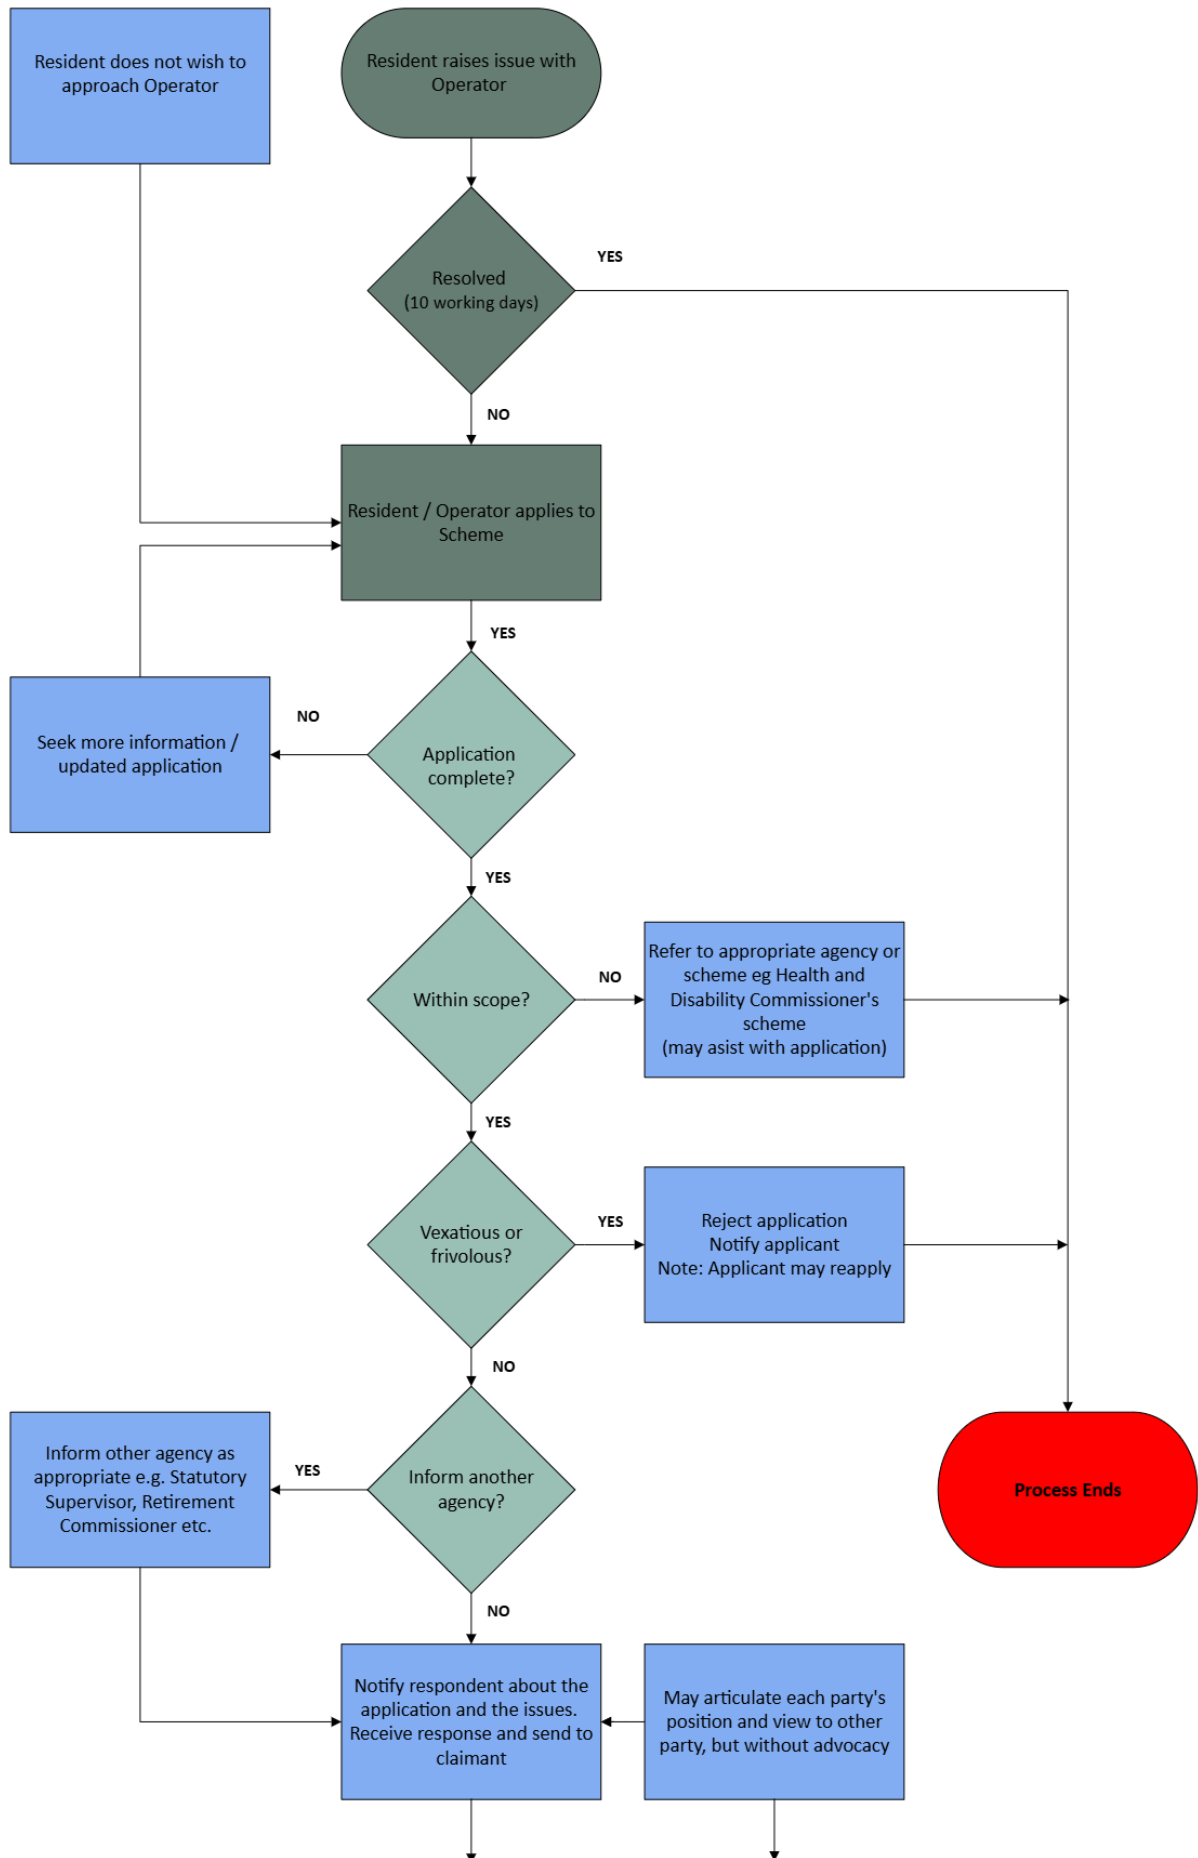 Resident does not wish to
approach Operator
Resident raises issue with
Operator
Resolved
(10 working days)
YES
NO
Resident / Operator applies to
Scheme
YES
Seek more information /
updated application
NO
Application
complete?
YES
Within scope?
NO
Refer to appropriate agency or
scheme eg Health and
Disability Commissioner's
scheme
(may asist with application)
YES
Vexatious or
frivolous?
YES
Reject application
Notify applicant
Note: Applicant may reapply
NO
Inform other agency as
appropriate e.g. Statutory
Supervisor, Retirement
Commissioner etc.
YES
Inform another
agency?
Process Ends
NO
Notify respondent about the
application and the issues.
Receive response and send to
claimant
May articulate each party's
position and view to other
party, but without advocacy